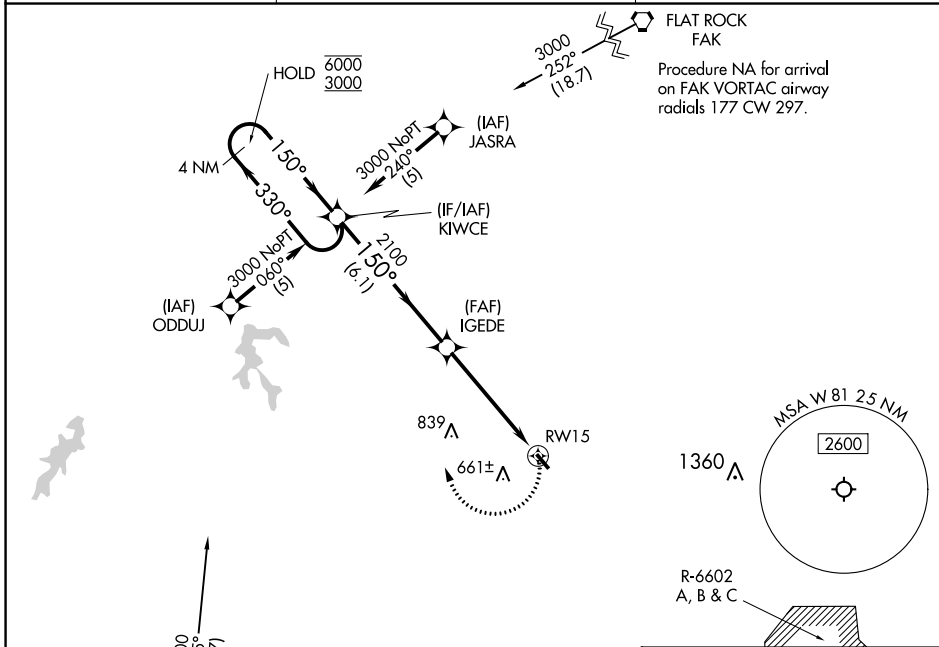 FLAT ROCK
FAK
3000
252°
(18.7)
Procedure NA for arrival
on FAK VORTAC airway
radials 177 CW 297.
HOLD
6000
3000
4 NM
150°
330°
(IAF)
JASRA
3000 NoPT
240°
(5)
(IF/IAF)
KIWCE
3000 NoPT
060°
(5)
(IAF)
ODDUJ
2100
150°
(6.1)
(FAF)
IGEDE
839
661±
RW15
MSA W 81 25 NM
2600
1360
R-6602
A, B & C